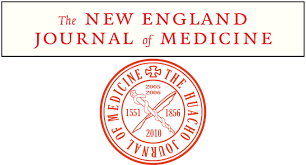 The NEW ENGLAND
JOURNAL of MEDICINE
THE HUACHO JOURNAL OF MEDICINE
2005
2006
1551 1856
2010